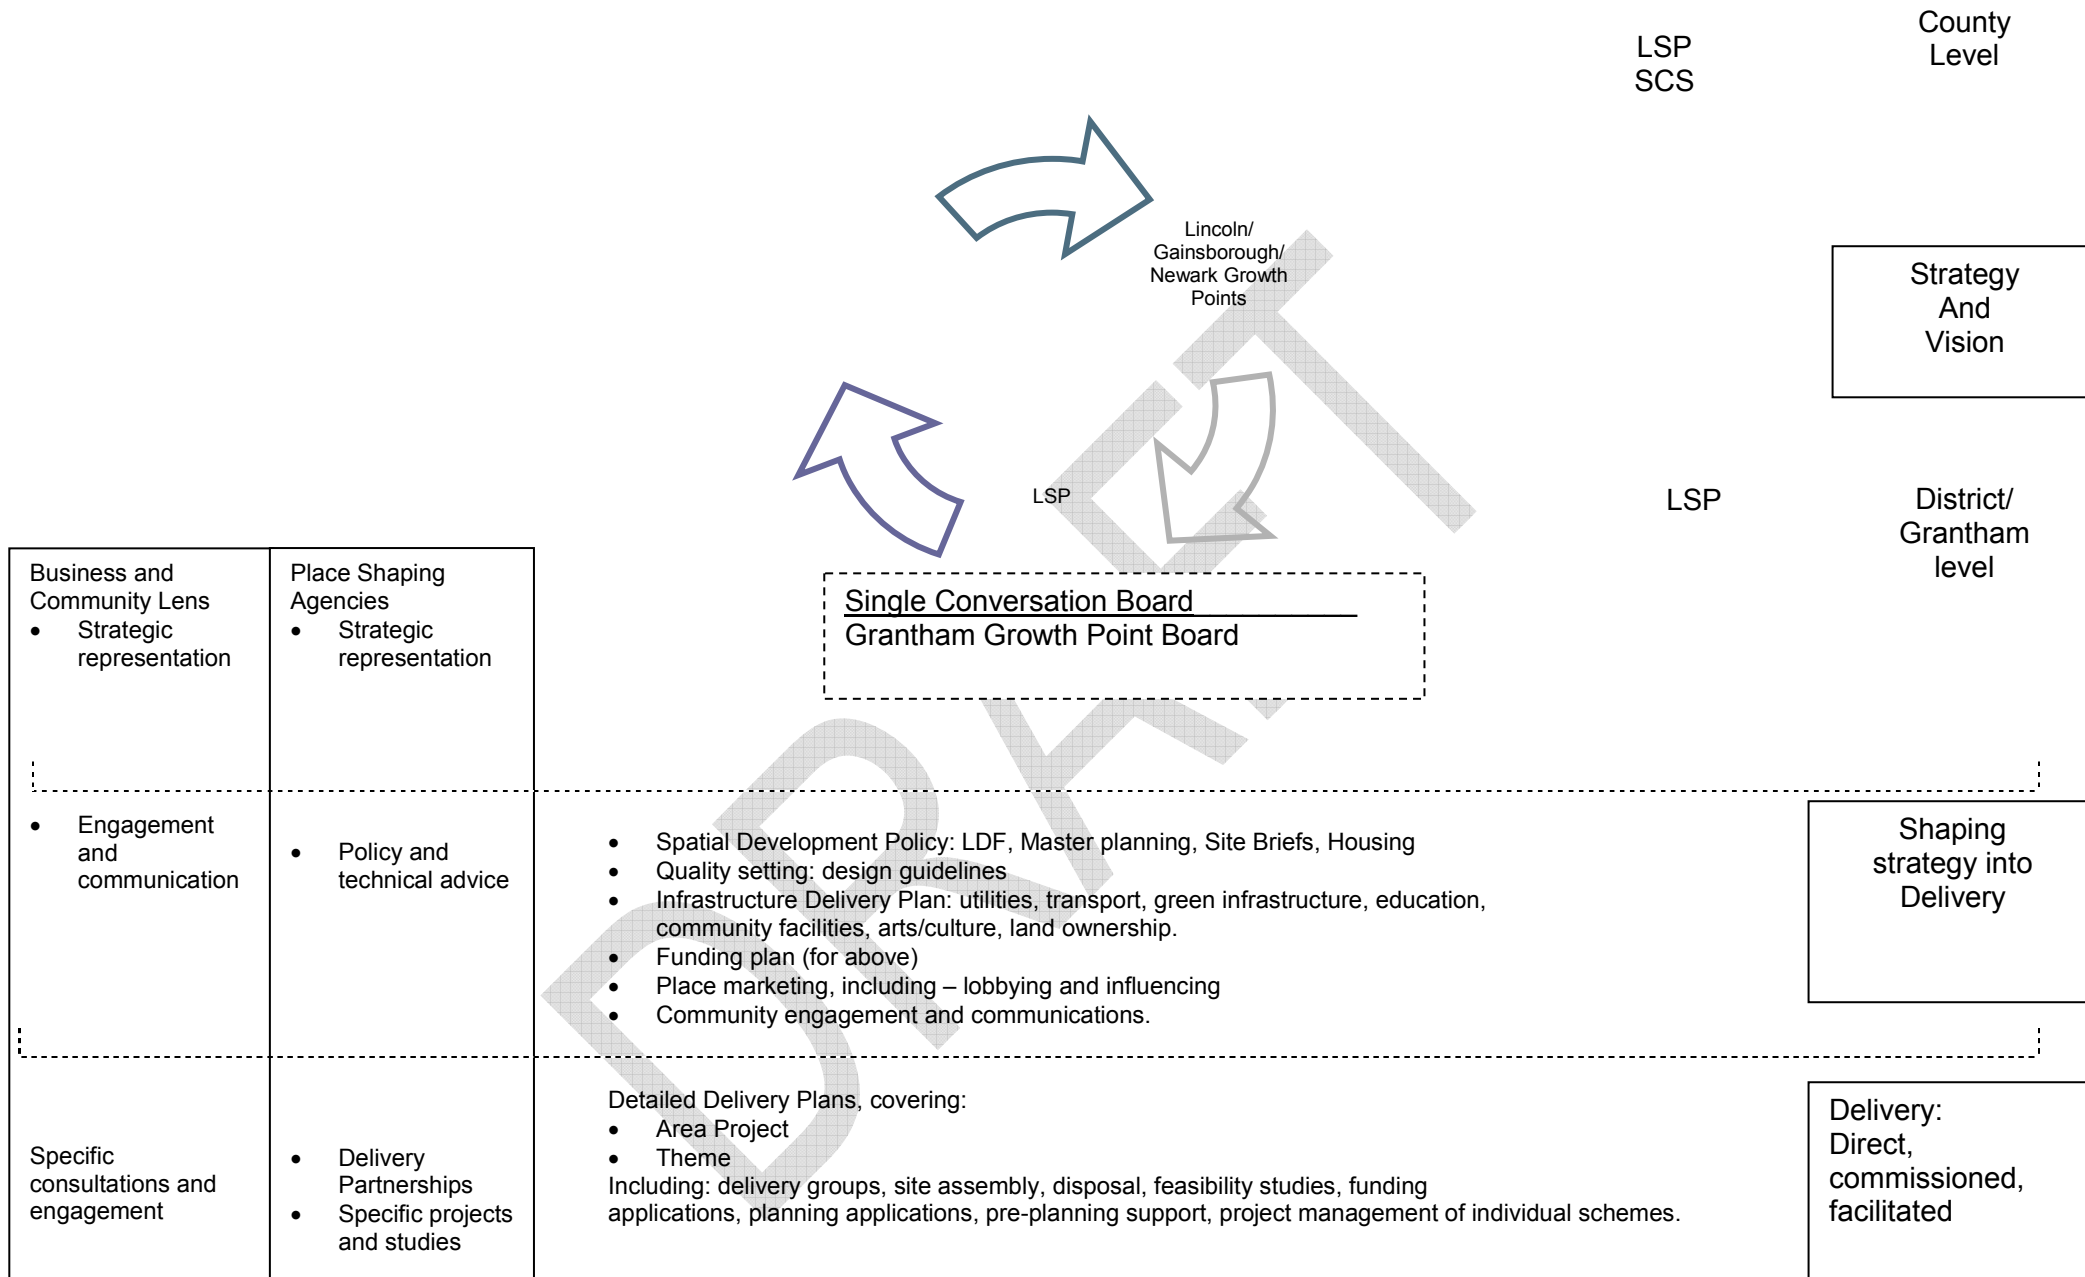 County
Level
LSP
SCS
Lincoln/
Gainsborough/
Newark Growth
Points
Strategy
And
Vision
LSP
LSP
District/
Grantham
level
Business and
Community Lens
• Strategic
representation
Place Shaping
Agencies
• Strategic
representation
Single Conversation Board
Grantham Growth Point Board
• Engagement
and
communication
• Policy and
technical advice
• Spatial Development Policy: LDF, Master planning, Site Briefs, Housing
• Quality setting: design guidelines
• Infrastructure Delivery Plan: utilities, transport, green infrastructure, education,
community facilities, arts/culture, land ownership.
• Funding plan (for above)
• Place marketing, including – lobbying and influencing
• Community engagement and communications.
Shaping
strategy into
Delivery
Specific
consultations and
engagement
• Delivery
Partnerships
• Specific projects
and studies
Detailed Delivery Plans, covering:
• Area Project
• Theme
Including: delivery groups, site assembly, disposal, feasibility studies, funding
applications, planning applications, pre-planning support, project management of individual schemes.
Delivery:
Direct,
commissioned,
facilitated
DRAFT